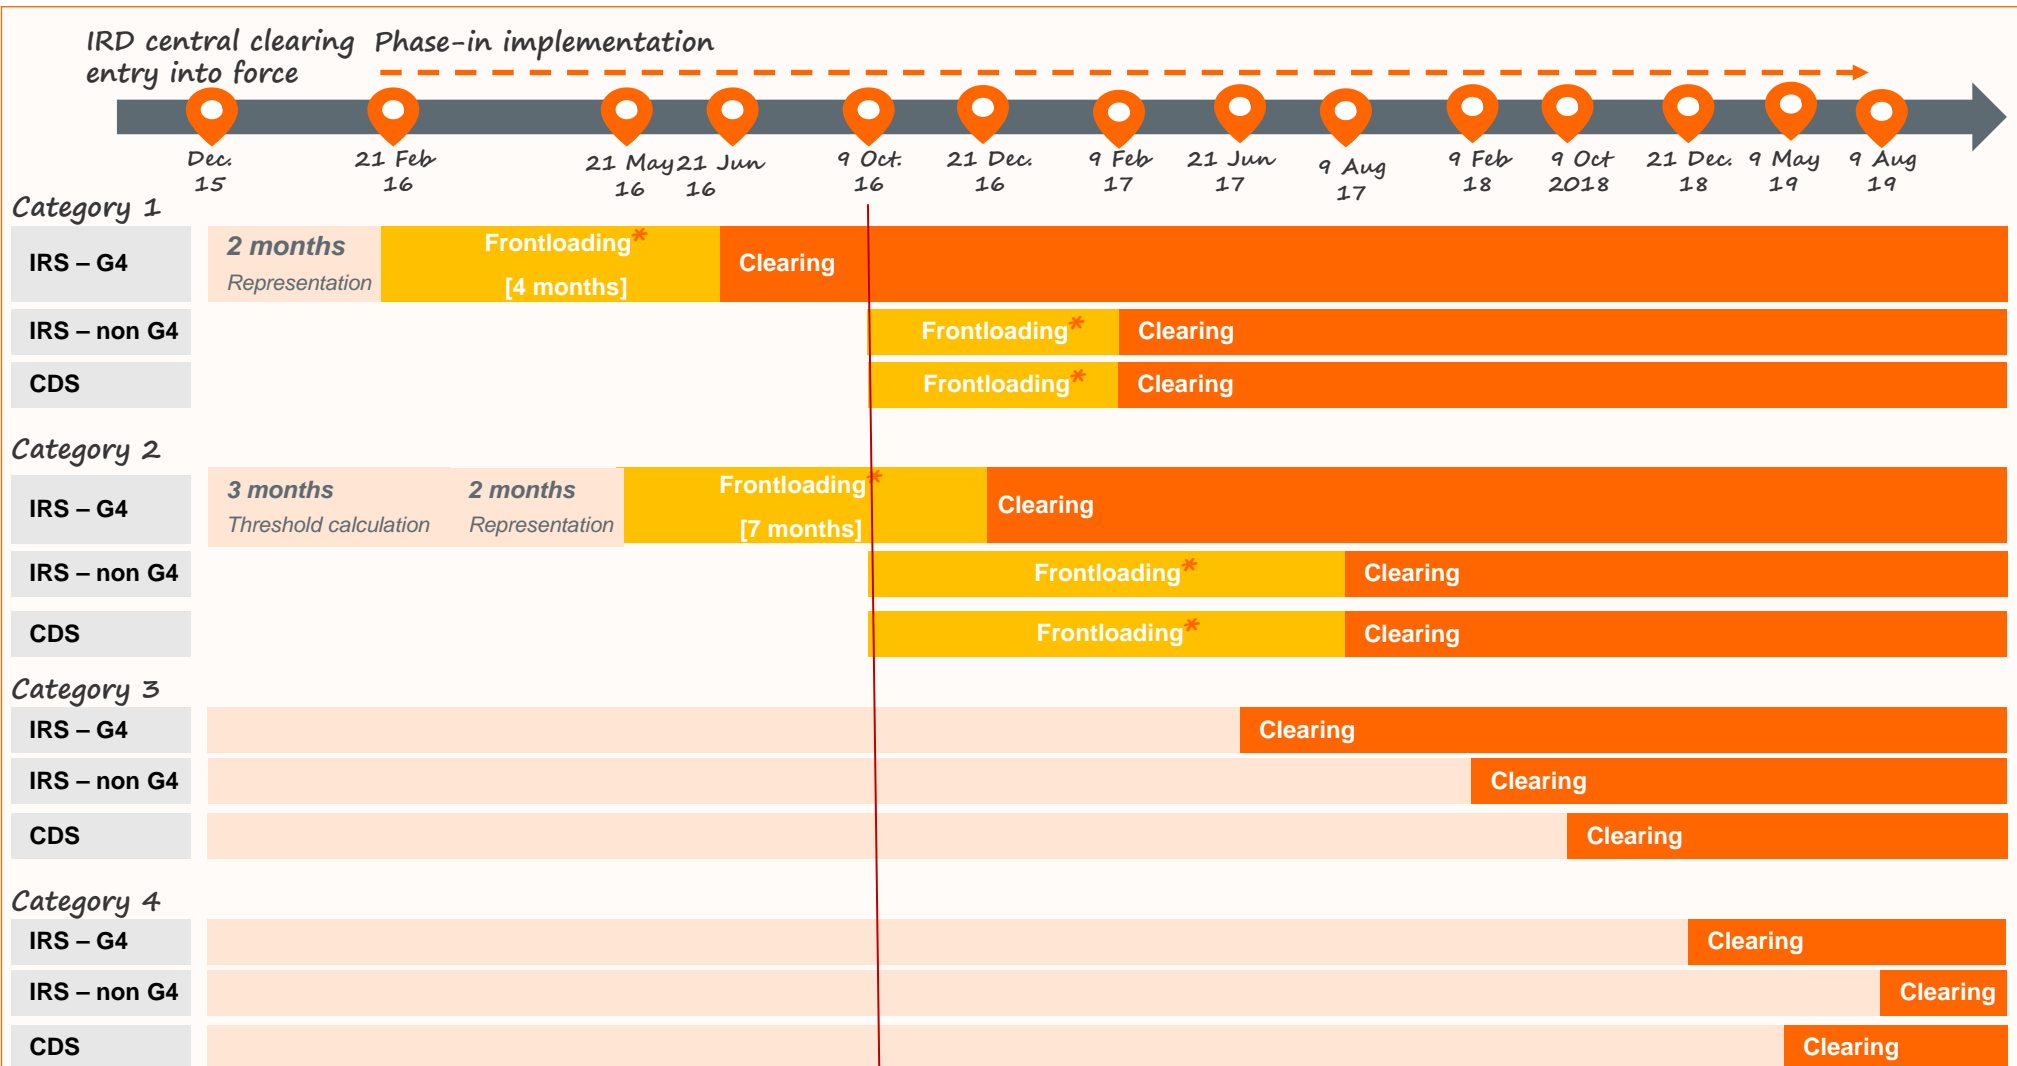 IRD central clearing
entry into force
Phase-in implementation
Dec.
15
21 Feb
16
21 May
16
21 Jun
16
9 Oct.
16
21 Dec.
16
9 Feb
17
21 Jun
17
9 Aug
17
9 Feb
18
9 Oct
2018
21 Dec.
18
9 May
19
9 Aug
19
Category 1
IRS – G4
2 months
Representation
Frontloading*
[4 months]
Clearing
IRS – non G4
Frontloading*
Clearing
CDS
Frontloading*
Clearing
Category 2
IRS – G4
3 months
Threshold calculation
2 months
Representation
Frontloading*
[7 months]
Clearing
IRS – non G4
Frontloading*
Clearing
CDS
Frontloading*
Clearing
Category 3
IRS – G4
Clearing
IRS – non G4
Clearing
CDS
Clearing
Category 4
IRS – G4
Clearing
IRS – non G4
Clearing
CDS
Clearing